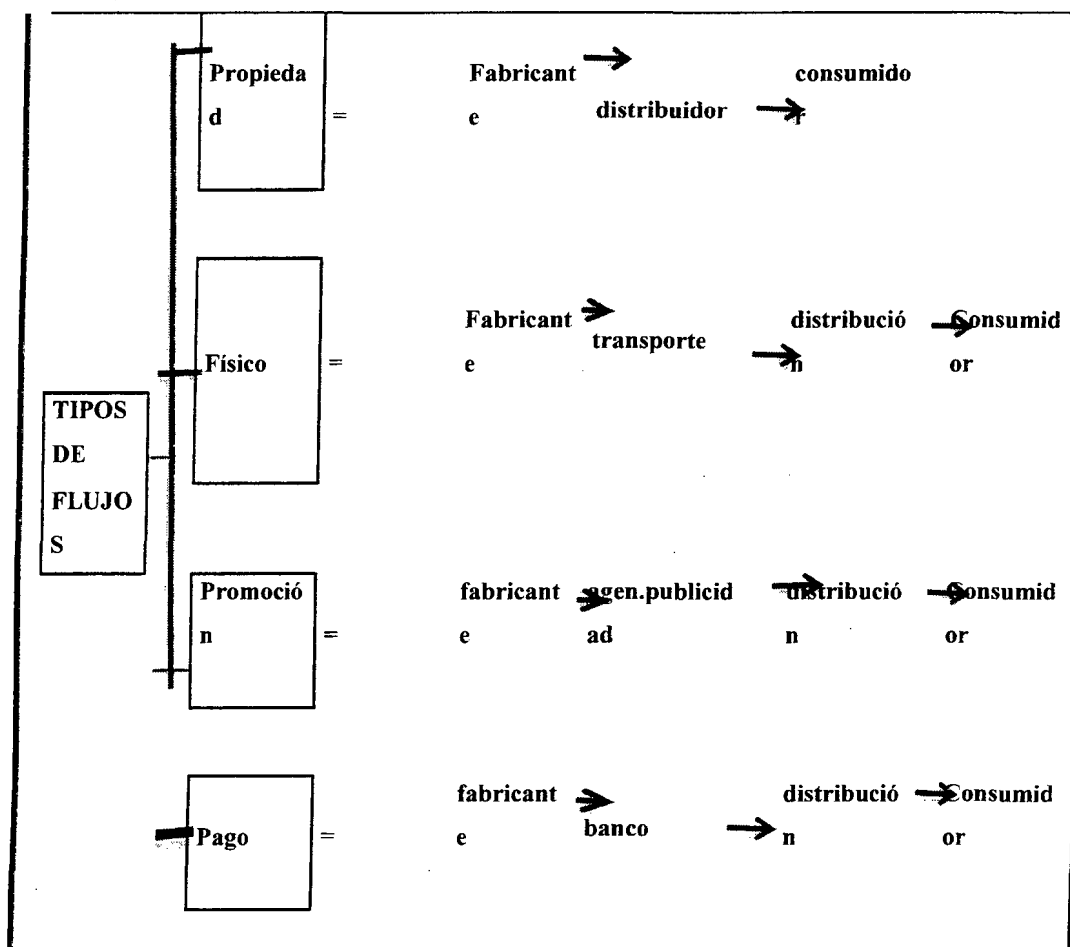 Propieda Fabricant consumido
d = e distribuidor r
Fabricant distribució Consumid
transporte
Físico = e n or
TIPOS
DE
FLUJO
S
Promoció fabricant agen.publicid distribució Consumid
n = e ad n or
fabricant distribució Consumid
banco
Pago = e n or